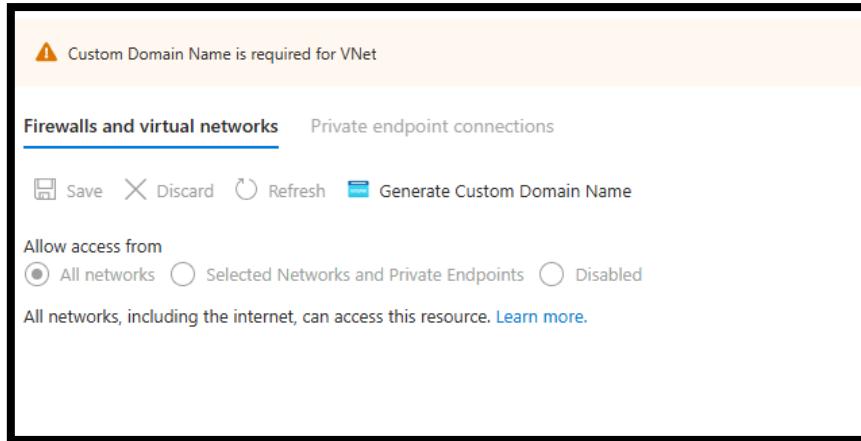 Custom Domain Name is required for VNet
Firewalls and virtual networks Private endpoint connections
Save Discard Refresh Generate Custom Domain Name
Allow access from
All networks Selected Networks and Private Endpoints Disabled
All networks, including the internet, can access this resource. Learn more.